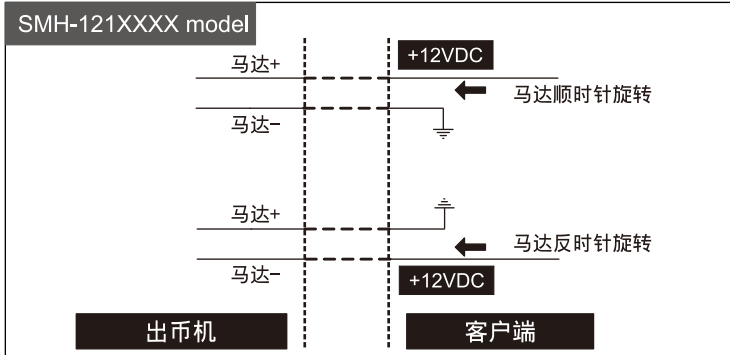 SMH-121XXXX model
+12VDC
马达+
马达顺时针旋转
马达−
马达+
马达反时针旋转
马达−
+12VDC
出币机
客户端